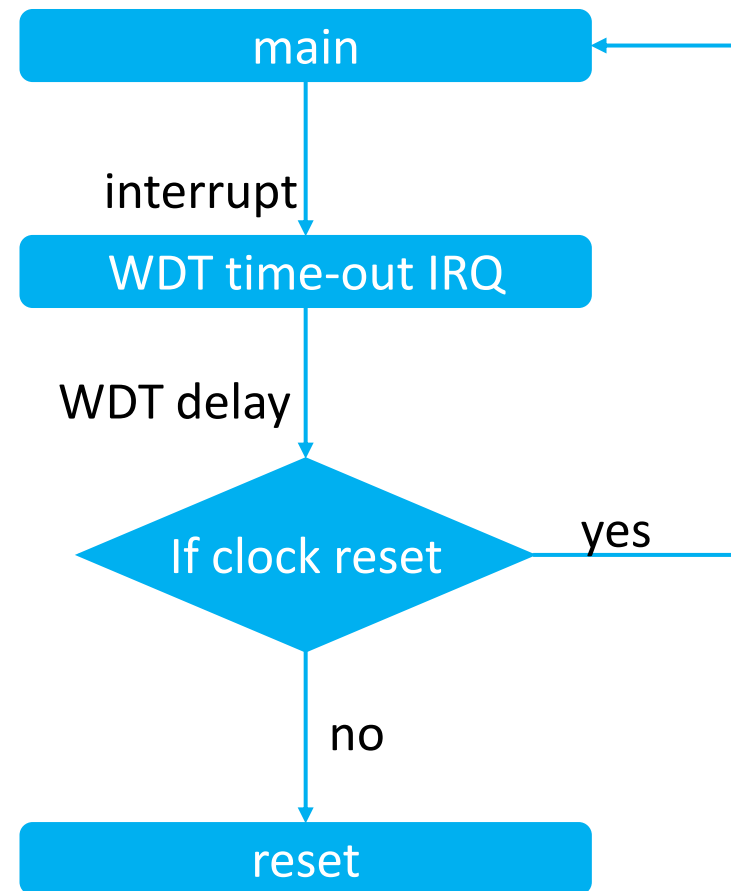 main
interrupt
WDT time-out IRQ
WDT delay
If clock reset
yes
no
reset